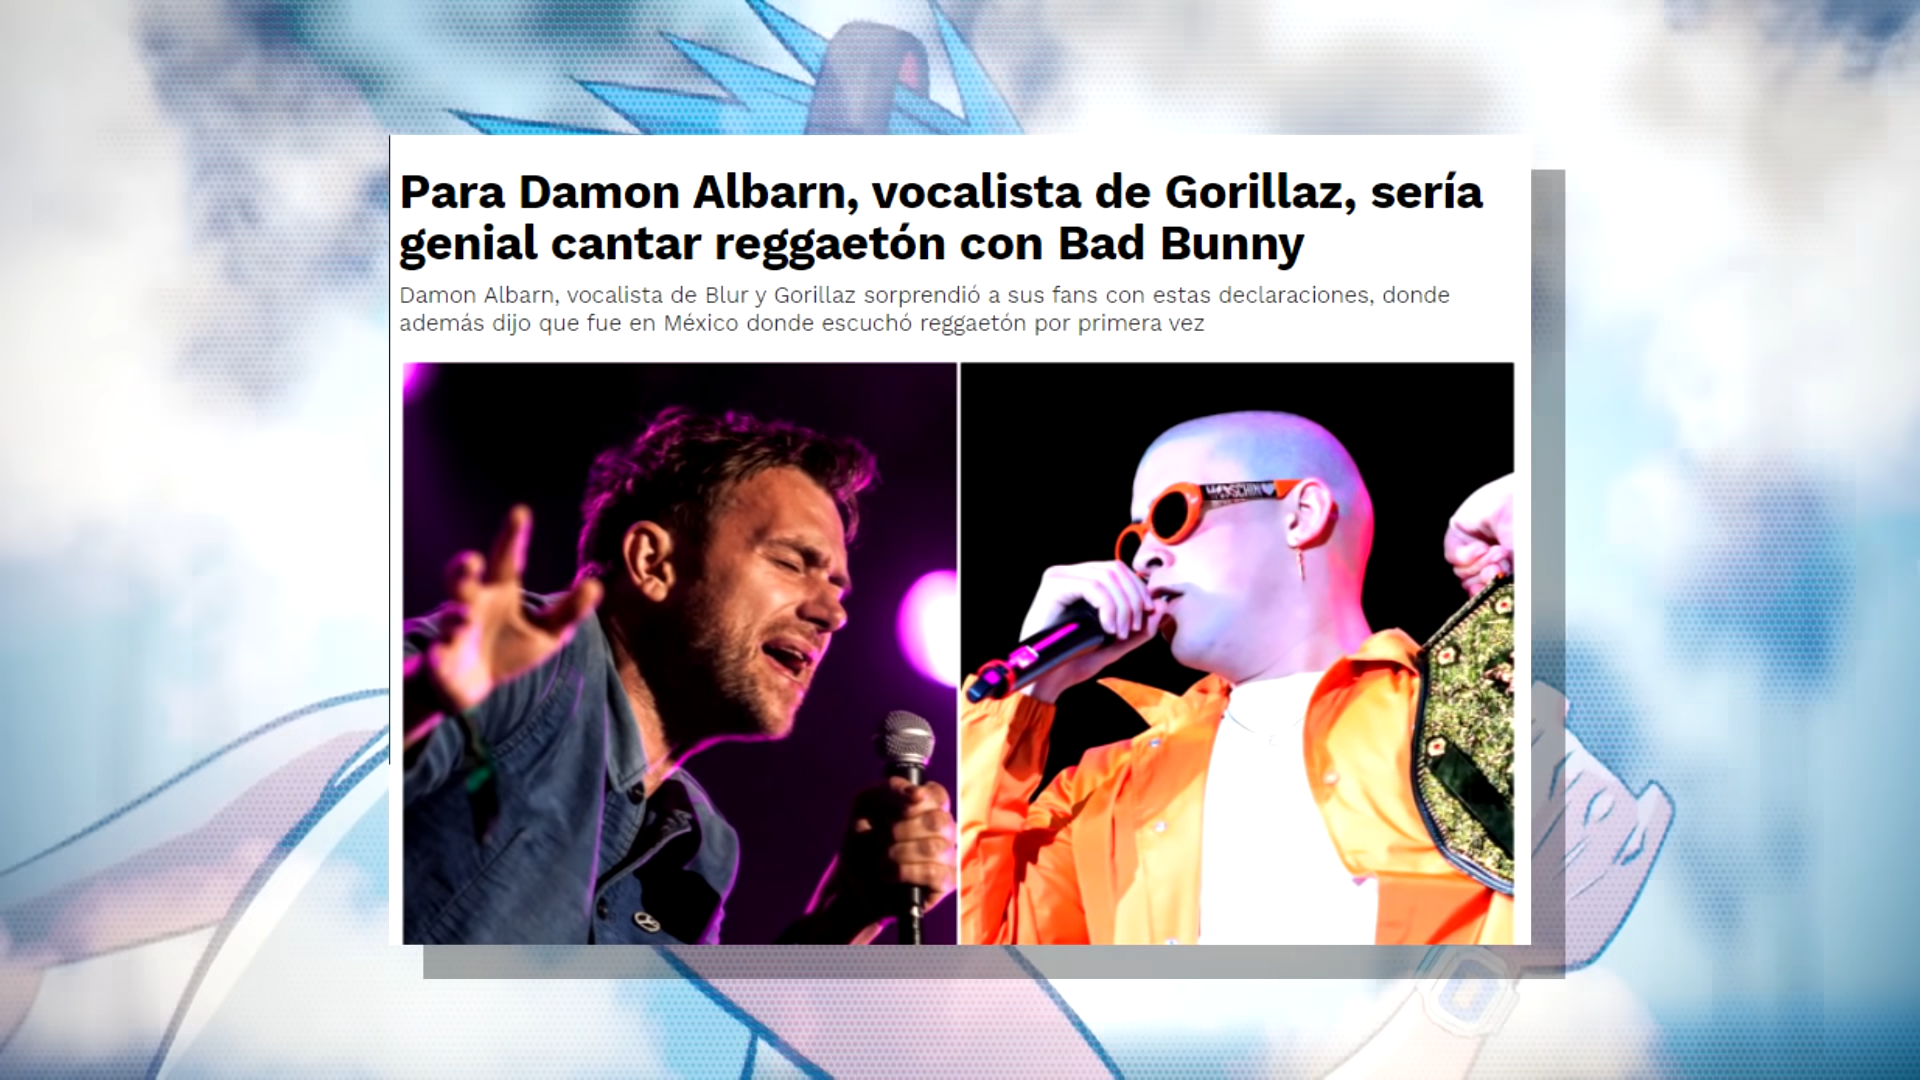 Para Damon Albarn, vocalista de Gorillaz, sería
genial cantar reggaetón con Bad Bunny
Damon Albarn, vocalista de Blur y Gorillaz sorprendió a sus fans con estas declaraciones, donde
además dijo que fue en México donde escuchó reggaetón por primera vez